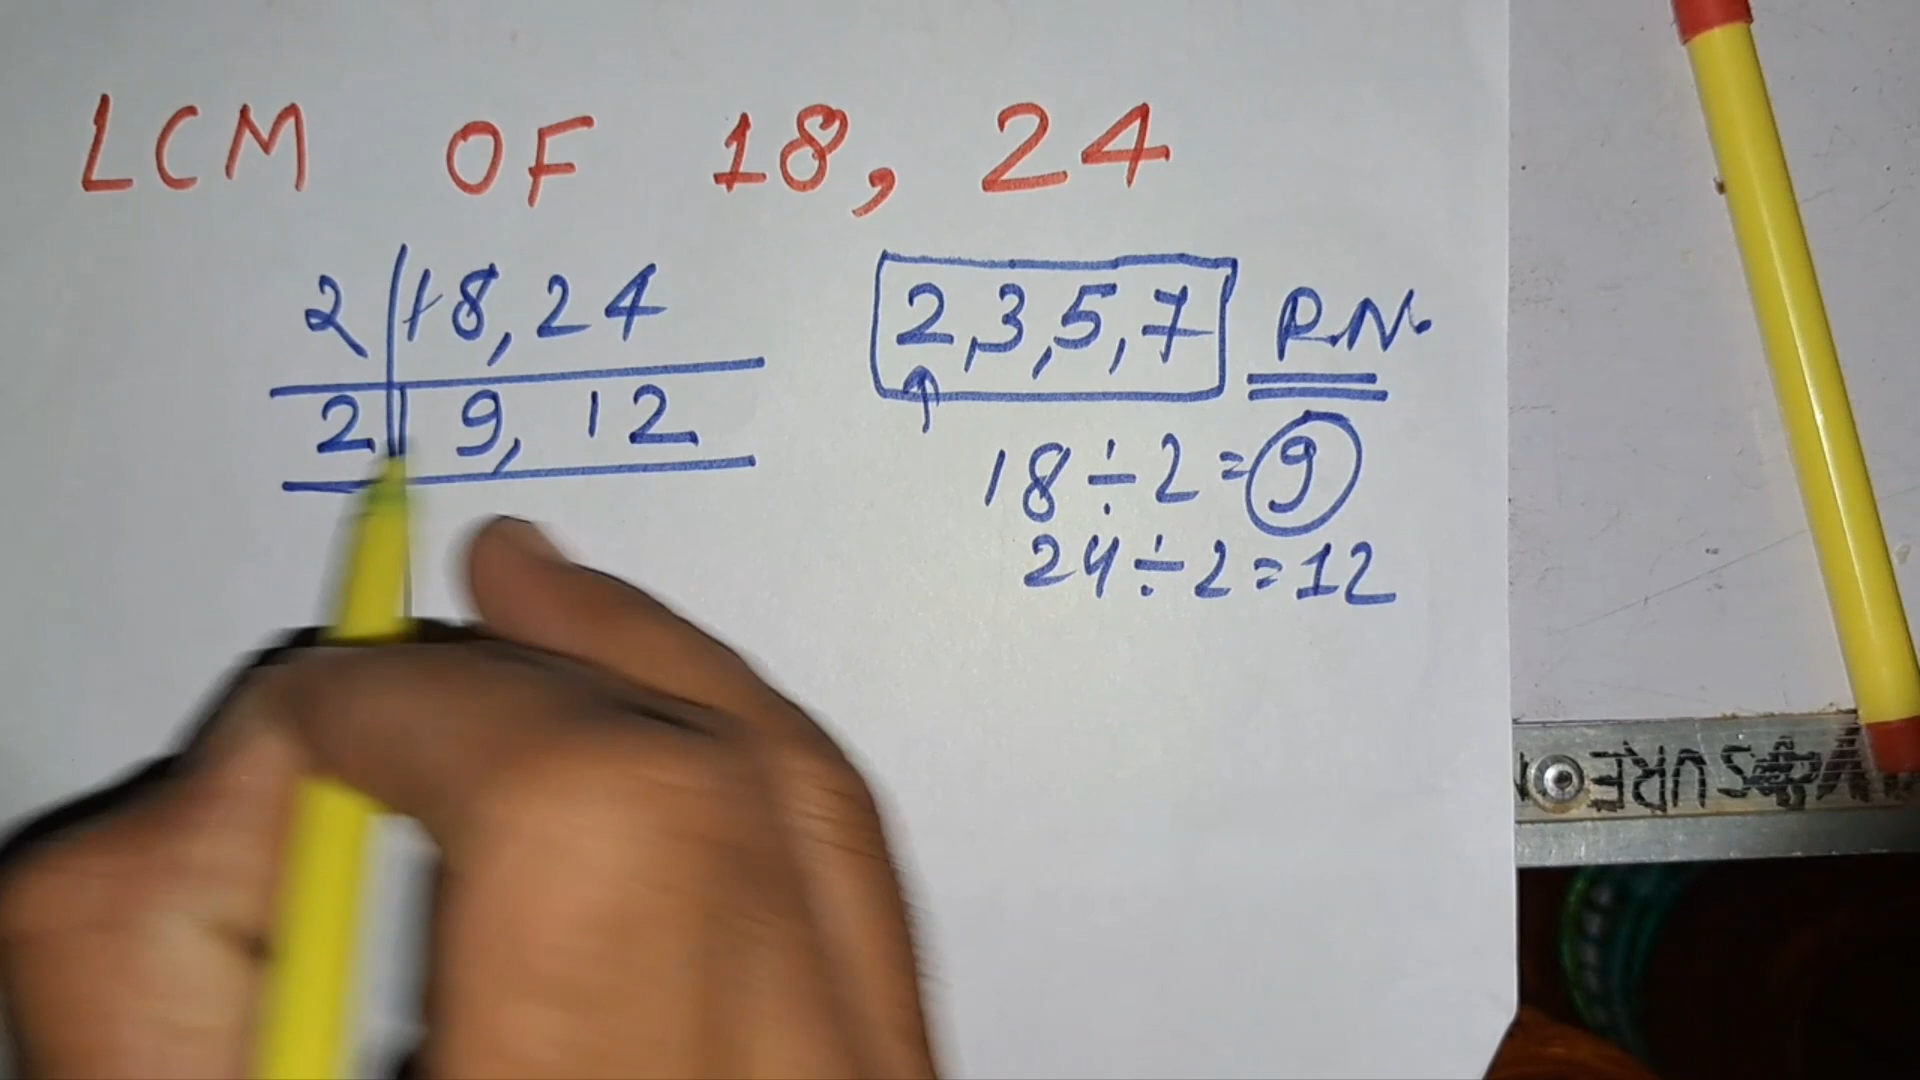 LCM OF 18, 24
2 18, 24
2 9, 12
2, 3, 5, 7 P.N.
18 ÷ 2 = 9
24 ÷ 2 = 12